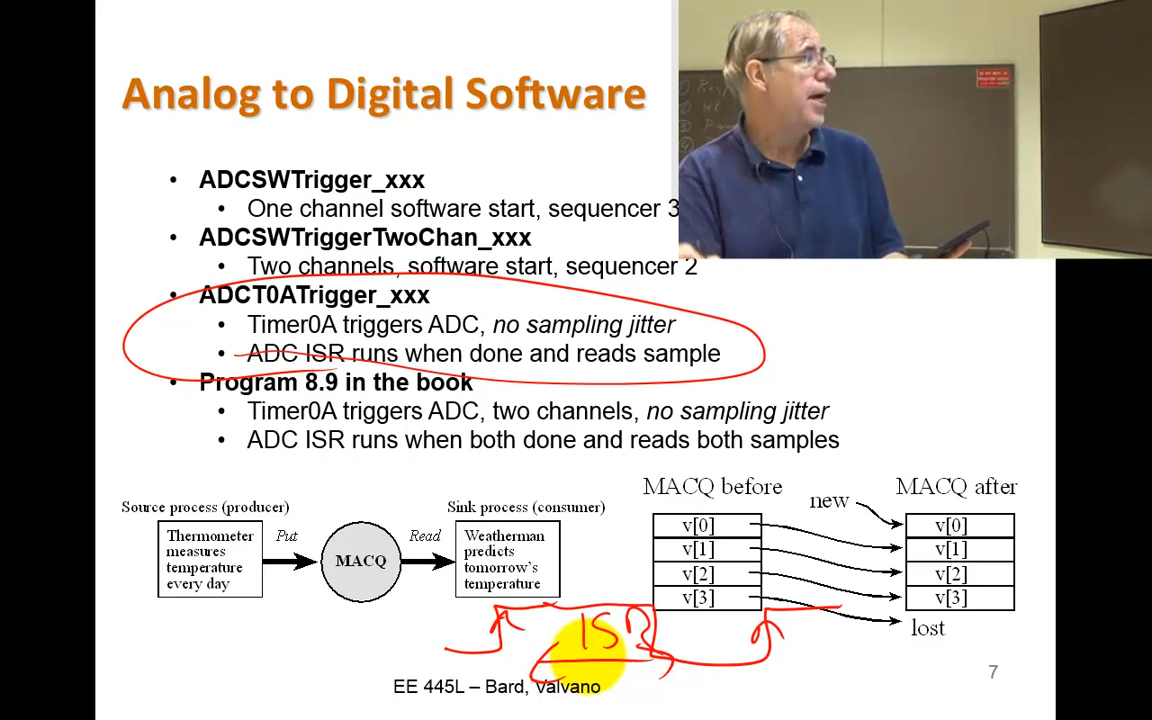 Analog to Digital Software
• ADCSWTrigger_xxx
• One channel software start, sequencer 3
• ADCSWTriggerTwoChan_xxx
• Two channels, software start, sequencer 2
• ADCT0ATrigger_xxx
• Timer0A triggers ADC, no sampling jitter
• ADC ISR runs when done and reads sample
• Program 8.9 in the book
• Timer0A triggers ADC, two channels, no sampling jitter
• ADC ISR runs when both done and reads both samples
Source process (producer)
Thermometer
measures
temperature
every day
Put
MACQ
Read
Sink process (consumer)
Weatherman
predicts
tomorrow's
temperature
MACQ before
v[0]
v[1]
v[2]
v[3]
new
MACQ after
v[0]
v[1]
v[2]
v[3]
lost
ISR
EE 445L – Bard, Valvano
7